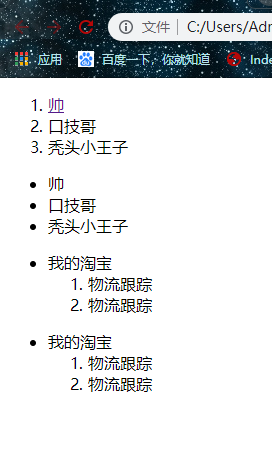 文件 C:/Users/Adr
应用 百度一下，你就知道 Inde
1. 帅
2. 口技哥
3. 秃头小王子
• 帅
• 口技哥
• 秃头小王子
• 我的淘宝
1. 物流跟踪
2. 物流跟踪
• 我的淘宝
1. 物流跟踪
2. 物流跟踪